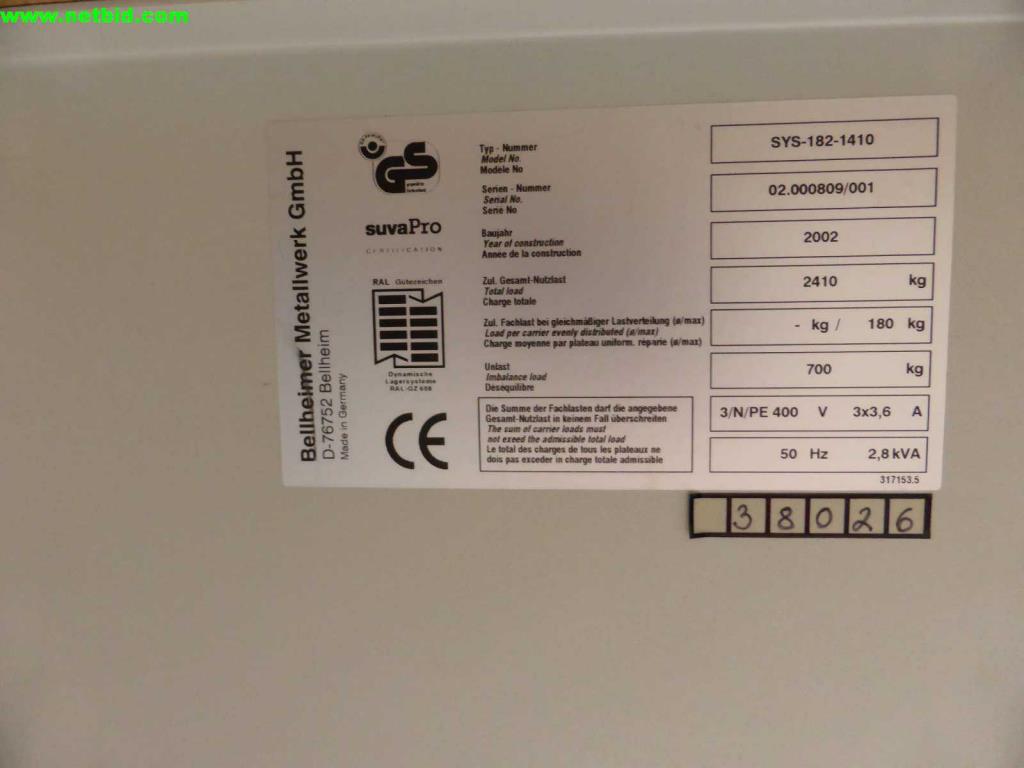 www.netbid.com
Bellheimer Metallwerk GmbH
D-76752 Bellheim
Made in Germany
GS
geprüfte
Sicherheit
suvaPro
CERTIFICATION
RAL Gütezeichen
Dynamische
Lagersysteme
RAL-GZ 608
CE
Typ - Nummer
Model No.
Modele No
SYS-182-1410
Serien - Nummer
Serial No.
Serie No
02.000809/001
Baujahr
Year of construction
Annee de la construction
2002
Zul. Gesamt-Nutzlast
Total load
Charge totale
2410 kg
Zul. Fachlast bei gleichmäßiger Lastverteilung (ø/max)
Load per carrier evenly distributed (ø/max)
Charge moyenne par plateau uniform. réparie (ø/max)
- kg / 180 kg
Unlast
Imbalance load
Desequilibre
700 kg
Die Summe der Fachlasten darf die angegebene
Gesamt-Nutzlast in keinem Fall überschreiten
The sum of carrier loads must
not exeed the admissible total load
Le total des charges de tous les plateaux ne
dois pas exceder in charge totale admissible
3/N/PE 400 V 3x3,6 A
50 Hz 2,8 kVA
317153.5
38026